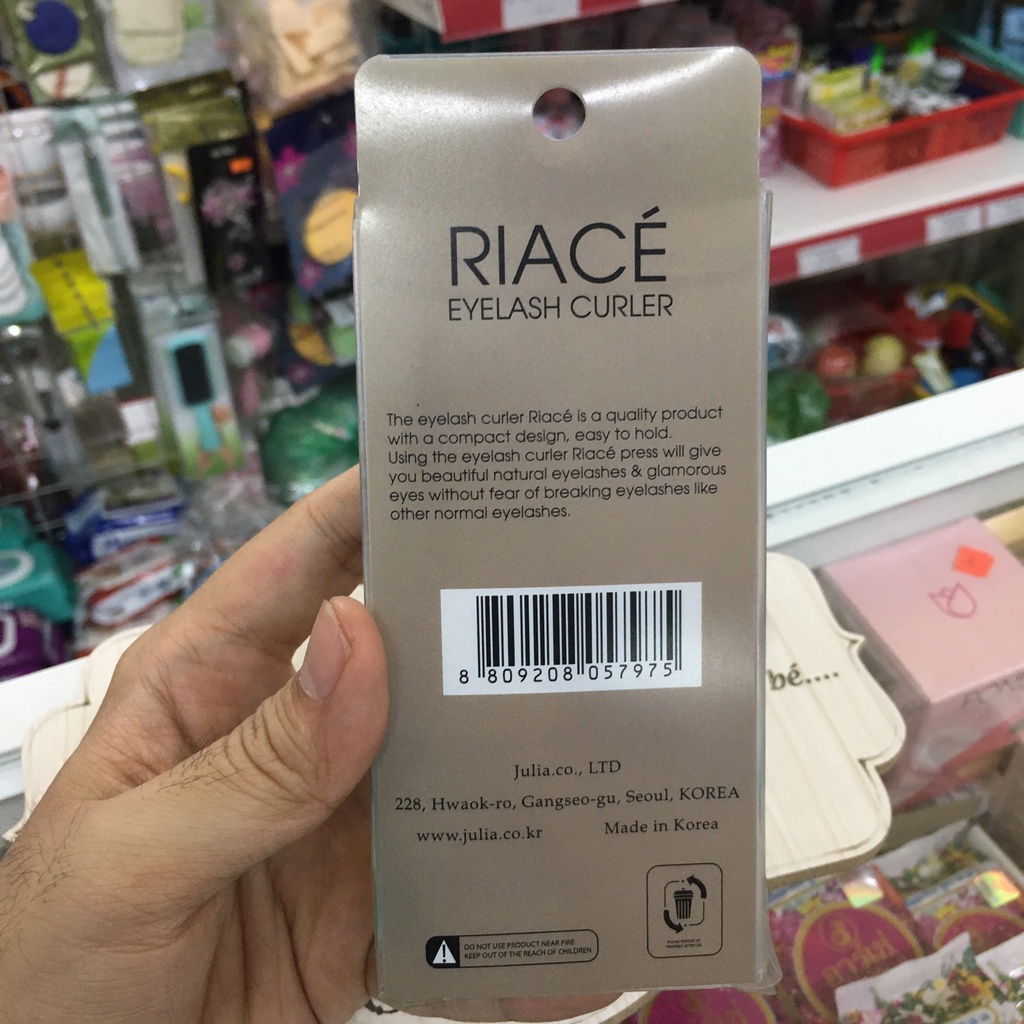 RIACÉ
EYELASH CURLER
The eyelash curler Riacé is a quality product
with a compact design, easy to hold.
Using the eyelash curler Riacé press will give
you beautiful natural eyelashes & glamorous
eyes without fear of breaking eyelashes like
other normal eyelashes.
8 809208 057975
Julia.co., LTD
228, Hwaok-ro, Gangseo-gu, Seoul, KOREA
www.julia.co.kr Made in Korea
DO NOT USE PRODUCT NEAR FIRE
KEEP OUT OF THE REACH OF CHILDREN
bé....